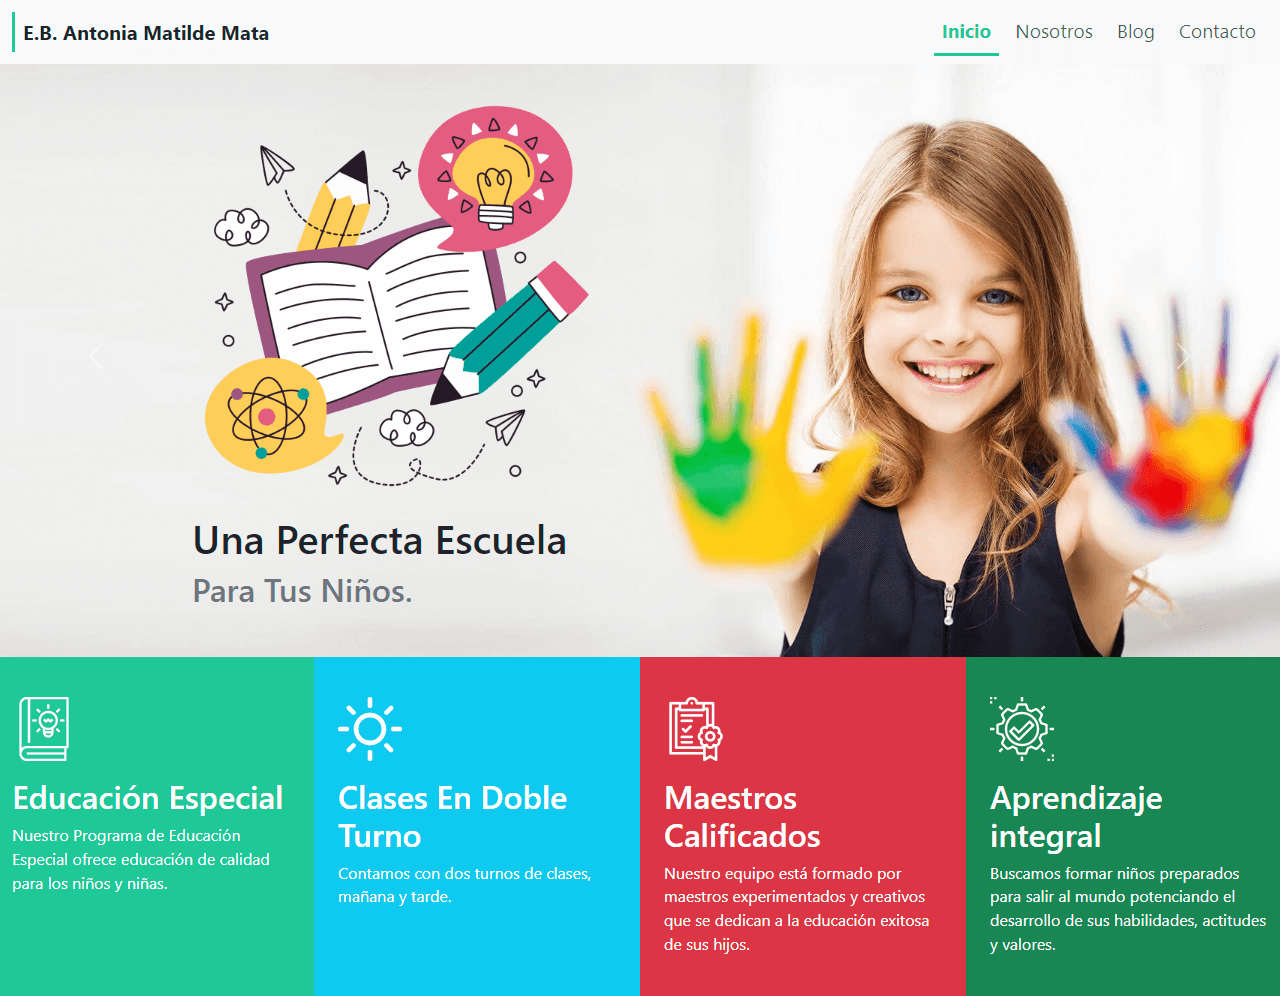 E.B. Antonia Matilde Mata
Inicio Nosotros Blog Contacto
Una Perfecta Escuela
Para Tus Niños.
Educación Especial
Nuestro Programa de Educación
Especial ofrece educación de calidad
para los niños y niñas.
Clases En Doble
Turno
Contamos con dos turnos de clases,
mañana y tarde.
Maestros
Calificados
Nuestro equipo está formado por
maestros experimentados y creativos
que se dedican a la educación exitosa
de sus hijos.
Aprendizaje
integral
Buscamos formar niños preparados
para salir al mundo potenciando el
desarrollo de sus habilidades, actitudes
y valores.